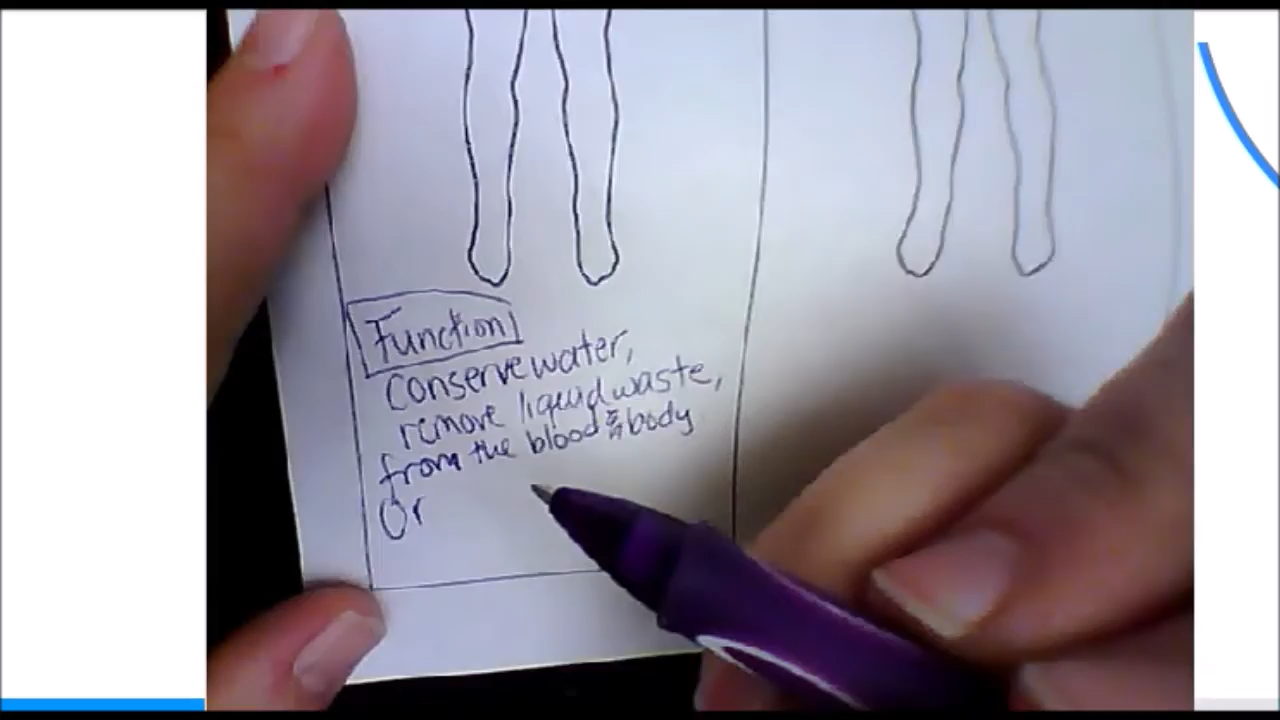 Function
conserve water,
remove liquid waste,
from the blood & body
Or